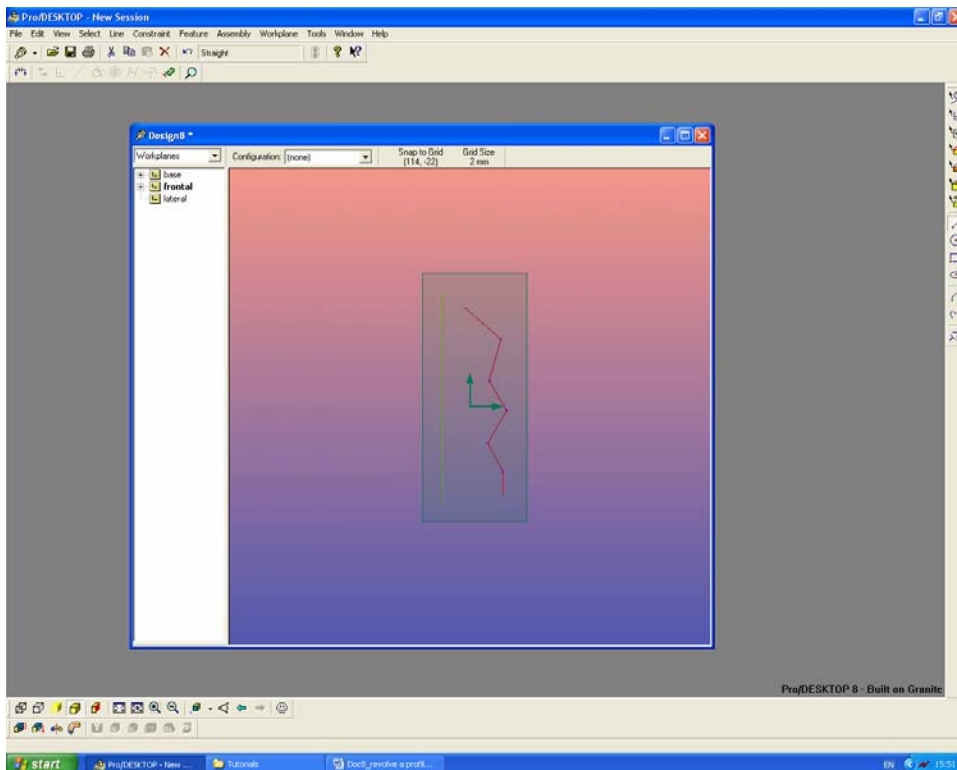 Pro/DESKTOP - New Session
File Edit View Select Line Constraint Feature Assembly Workplane Tools Window Help
Straight
Design8 *
Workplanes
Configuration: (none)
Snap to Grid
(114, -22)
Grid Size
2 mm
base
frontal
lateral
Pro/DESKTOP 8 - Built on Granite
start
Pro/DESKTOP - New ...
Tutorials
Doc8_revolve a profil...
EN
15:51